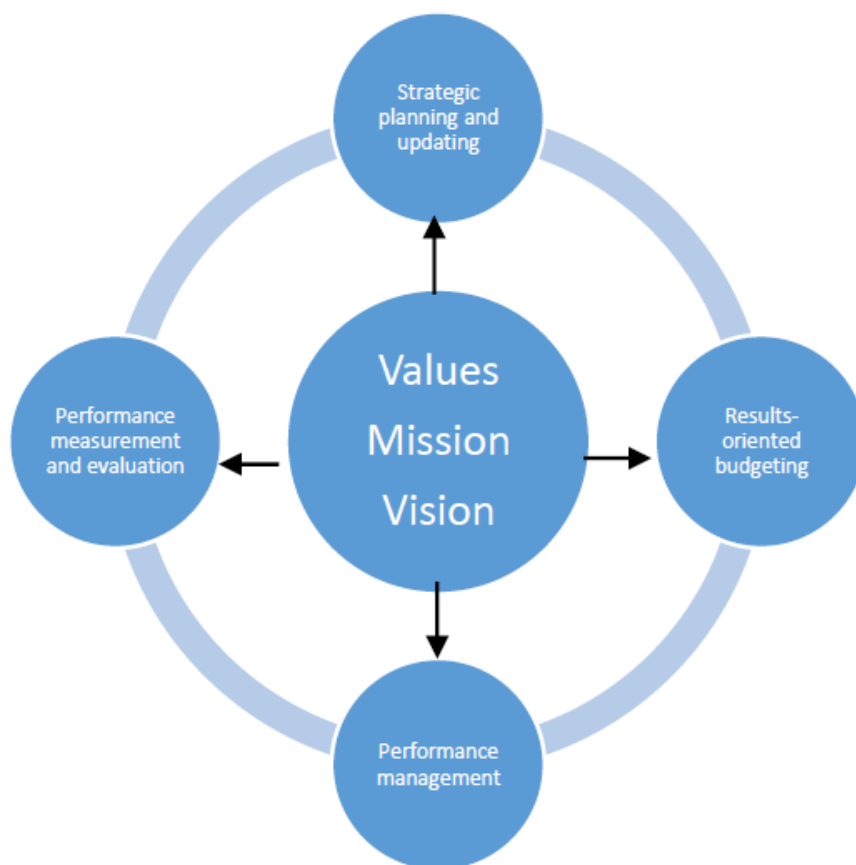 Strategic
planning and
updating
Values
Mission
Vision
Performance
measurement
and evaluation
Results-
oriented
budgeting
Performance
management